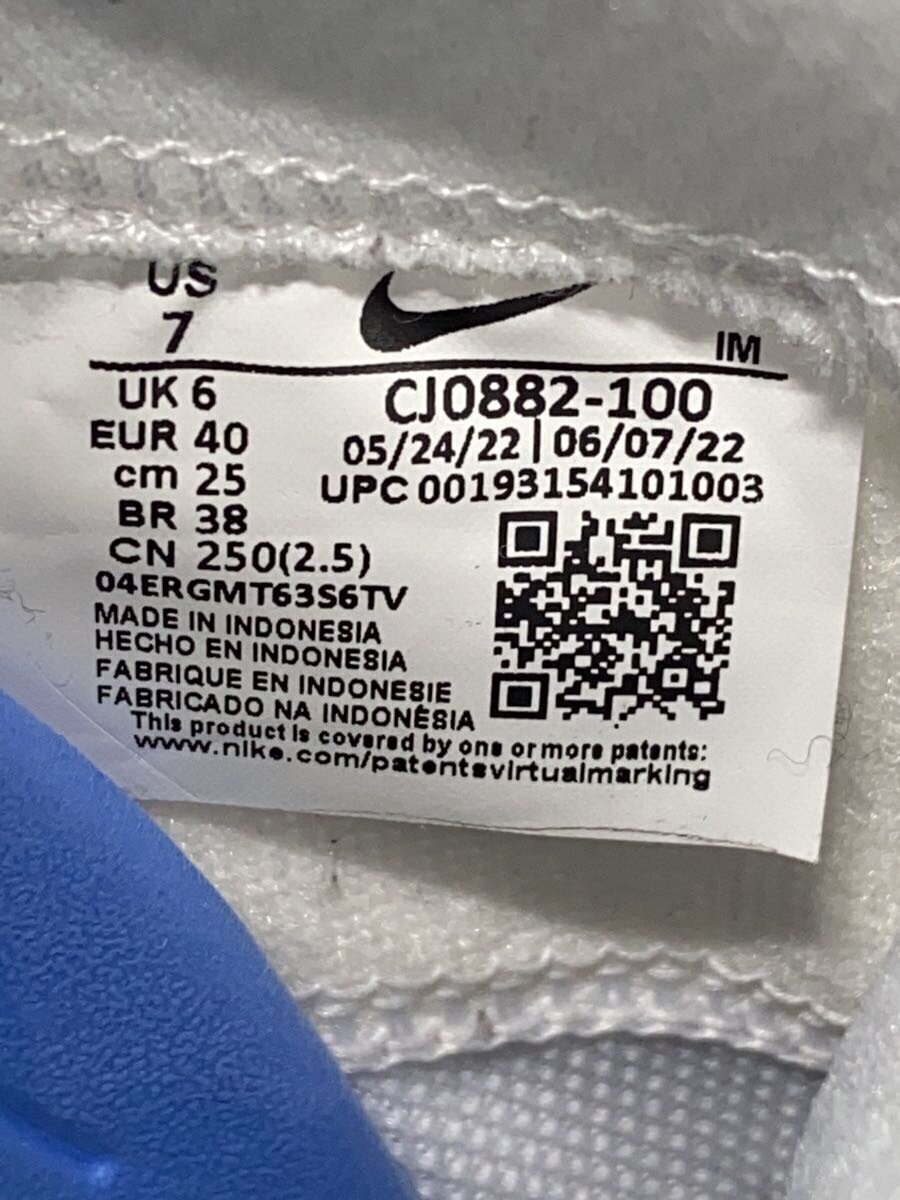 US
7
IM
UK 6
EUR 40
cm 25
BR 38
CN 250(2.5)
CJ0882-100
05/24/22 | 06/07/22
UPC 00193154101003
04ERGMT63S6TV
MADE IN INDONESIA
HECHO EN INDONESIA
FABRIQUE EN INDONESIE
FABRICADO NA INDONÉSIA
This product is covered by one or more patents:
www.nike.com/patentsvirtualmarking